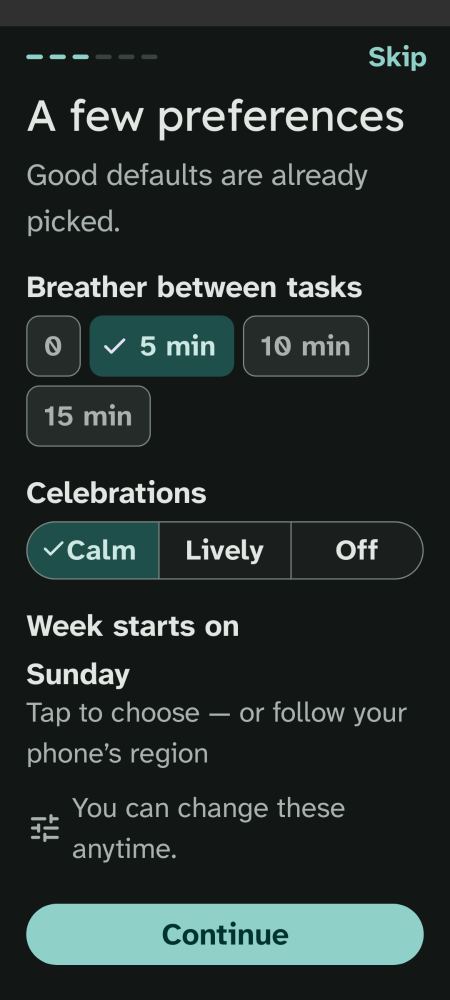 Skip
A few preferences
Good defaults are already
picked.
Breather between tasks
0
5 min
10 min
15 min
Celebrations
Calm
Lively
Off
Week starts on
Sunday
Tap to choose — or follow your
phone’s region
You can change these
anytime.
Continue